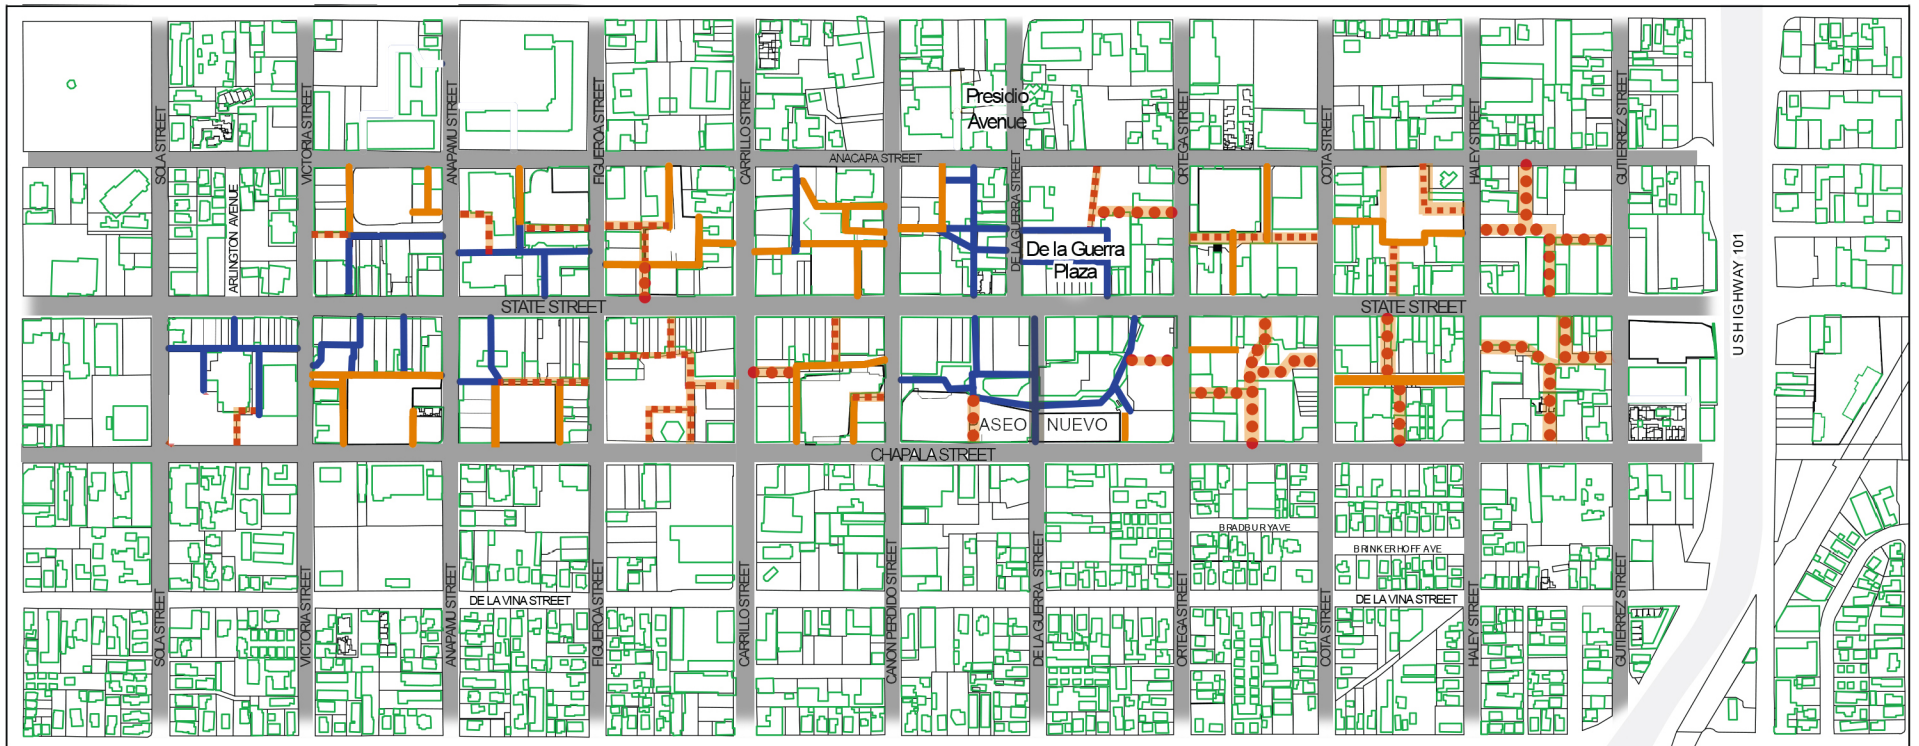 Presidio
Avenue
SOLA STREET
VICTORIA STREET
ANAPAMU STREET
FIGUEROA STREET
CARRILLO STREET
ANACAPA STREET
DE LA GUERRA STREET
ORTEGA STREET
COTA STREET
HALEY STREET
GUTIERREZ STREET
ARLINGTON AVENUE
De la Guerra
Plaza
US HIGHWAY 101
STATE STREET
STATE STREET
PASEO NUEVO
CHAPALA STREET
BRADBURY AVE
BRINKERHOFF AVE
DE LA VINA STREET
DE LA VINA STREET
SOLA STREET
VICTORIA STREET
ANAPAMU STREET
FIGUEROA STREET
CARRILLO STREET
CANON PERDIDO STREET
DE LA GUERRA STREET
ORTEGA STREET
COTA STREET
HALEY STREET
GUTIERREZ STREET